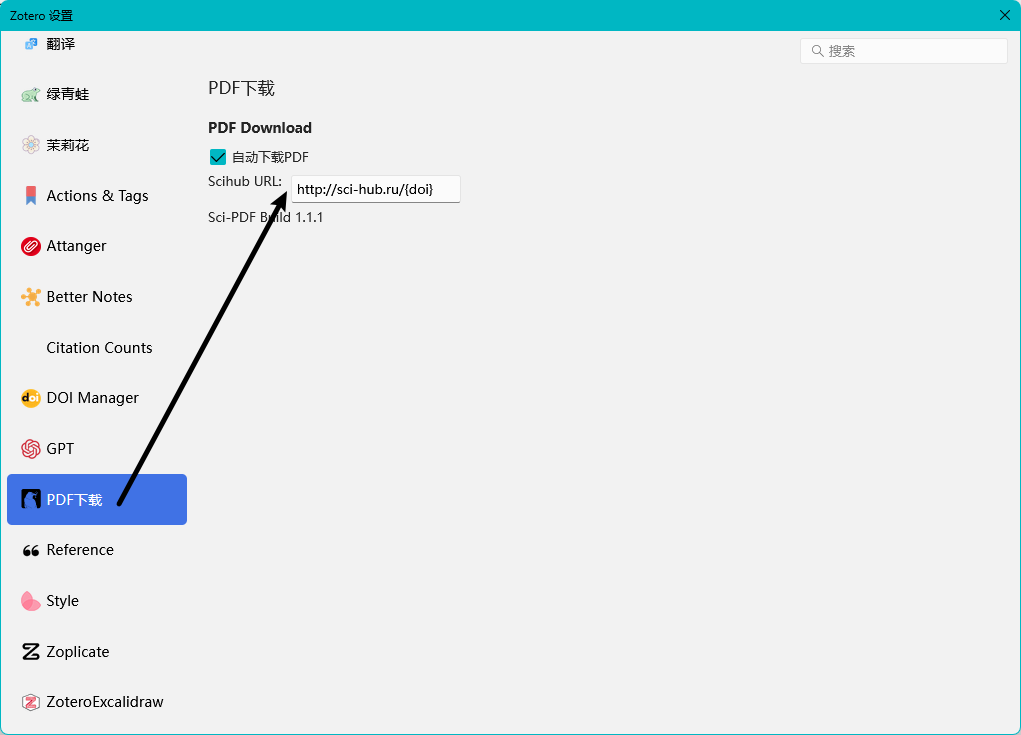 Zotero 设置
翻译
搜索
绿青蛙
茉莉花
Actions & Tags
Attanger
Better Notes
Citation Counts
doi DOI Manager
GPT
PDF下载
Reference
Style
Zoplicate
ZoteroExcalidraw
PDF下载
PDF Download
自动下载PDF
Scihub URL: http://sci-hub.ru/{doi}
Sci-PDF Build 1.1.1